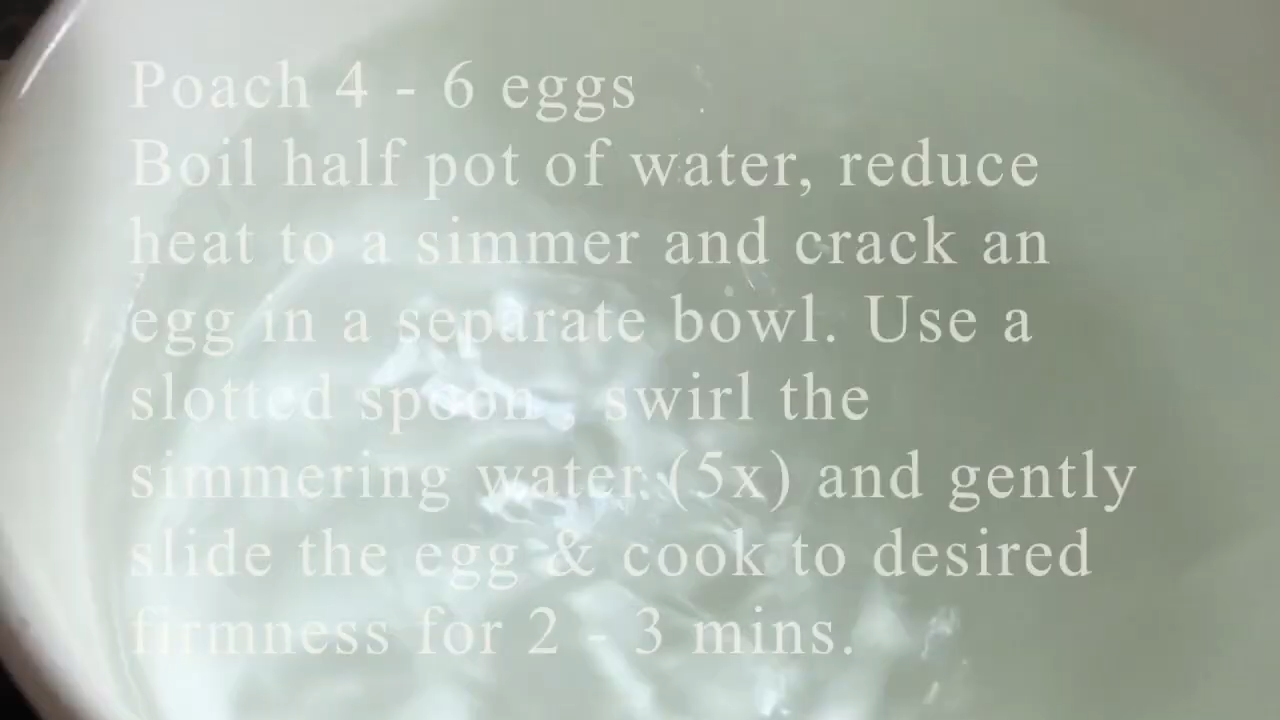 Poach 4 - 6 eggs
Boil half pot of water, reduce
heat to a simmer and crack an
egg in a separate bowl. Use a
slotted spoon , swirl the
simmering water (5x) and gently
slide the egg & cook to desired
firmness for 2 - 3 mins.